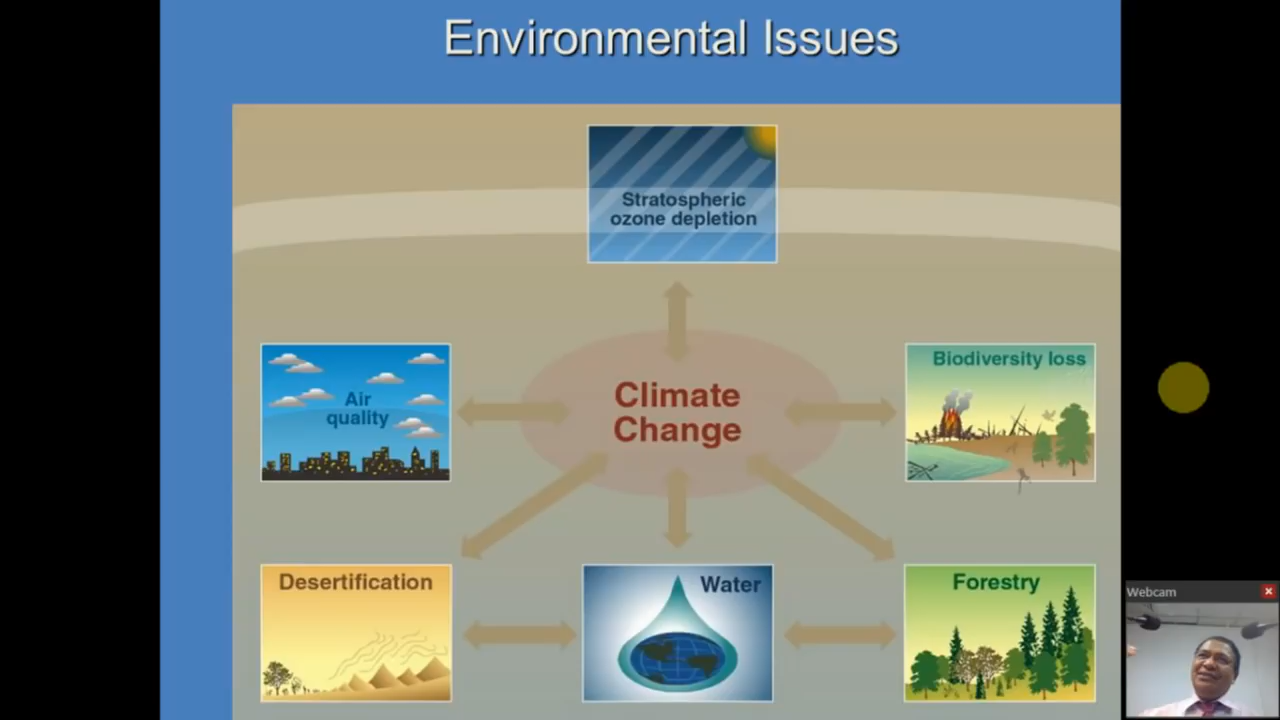 Environmental Issues
Stratospheric
ozone depletion
Air
quality
Climate
Change
Biodiversity loss
Desertification
Water
Forestry
Webcam